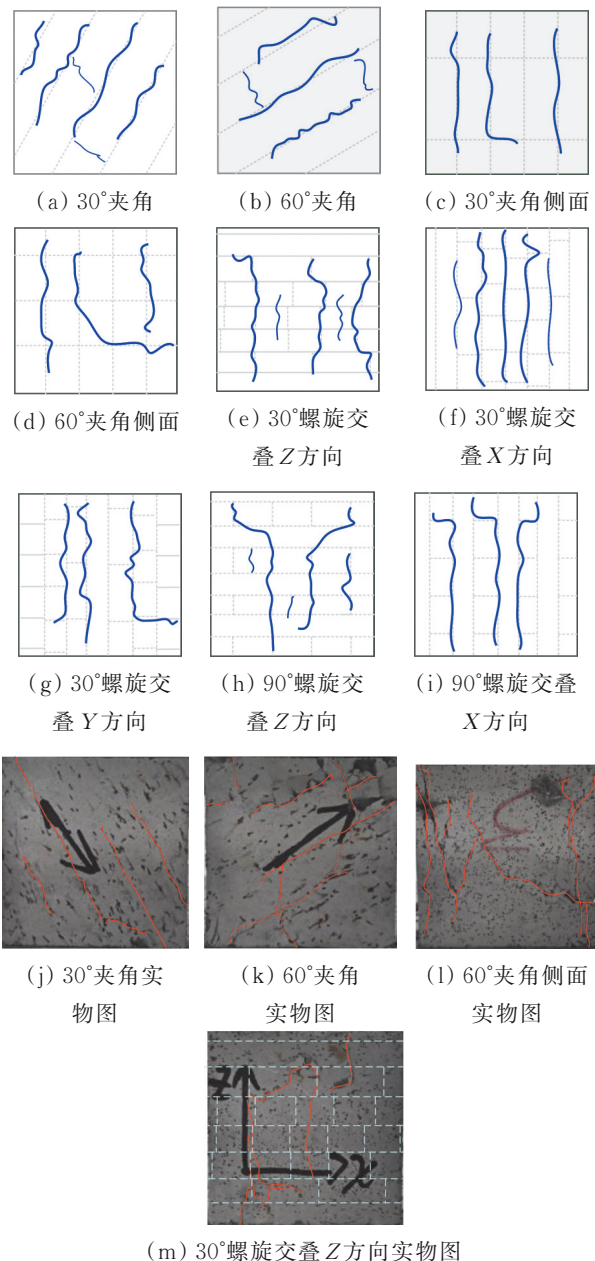 (a) 30°夹角
(b) 60°夹角
(c) 30°夹角侧面
(d) 60°夹角侧面
(e) 30°螺旋交
叠Z方向
(f) 30°螺旋交
叠X方向
(g) 30°螺旋交
叠Y方向
(h) 90°螺旋交
叠Z方向
(i) 90°螺旋交叠
X方向
(j) 30°夹角实
物图
(k) 60°夹角
实物图
(l) 60°夹角侧面
实物图
Z
(m) 30°螺旋交叠Z方向实物图